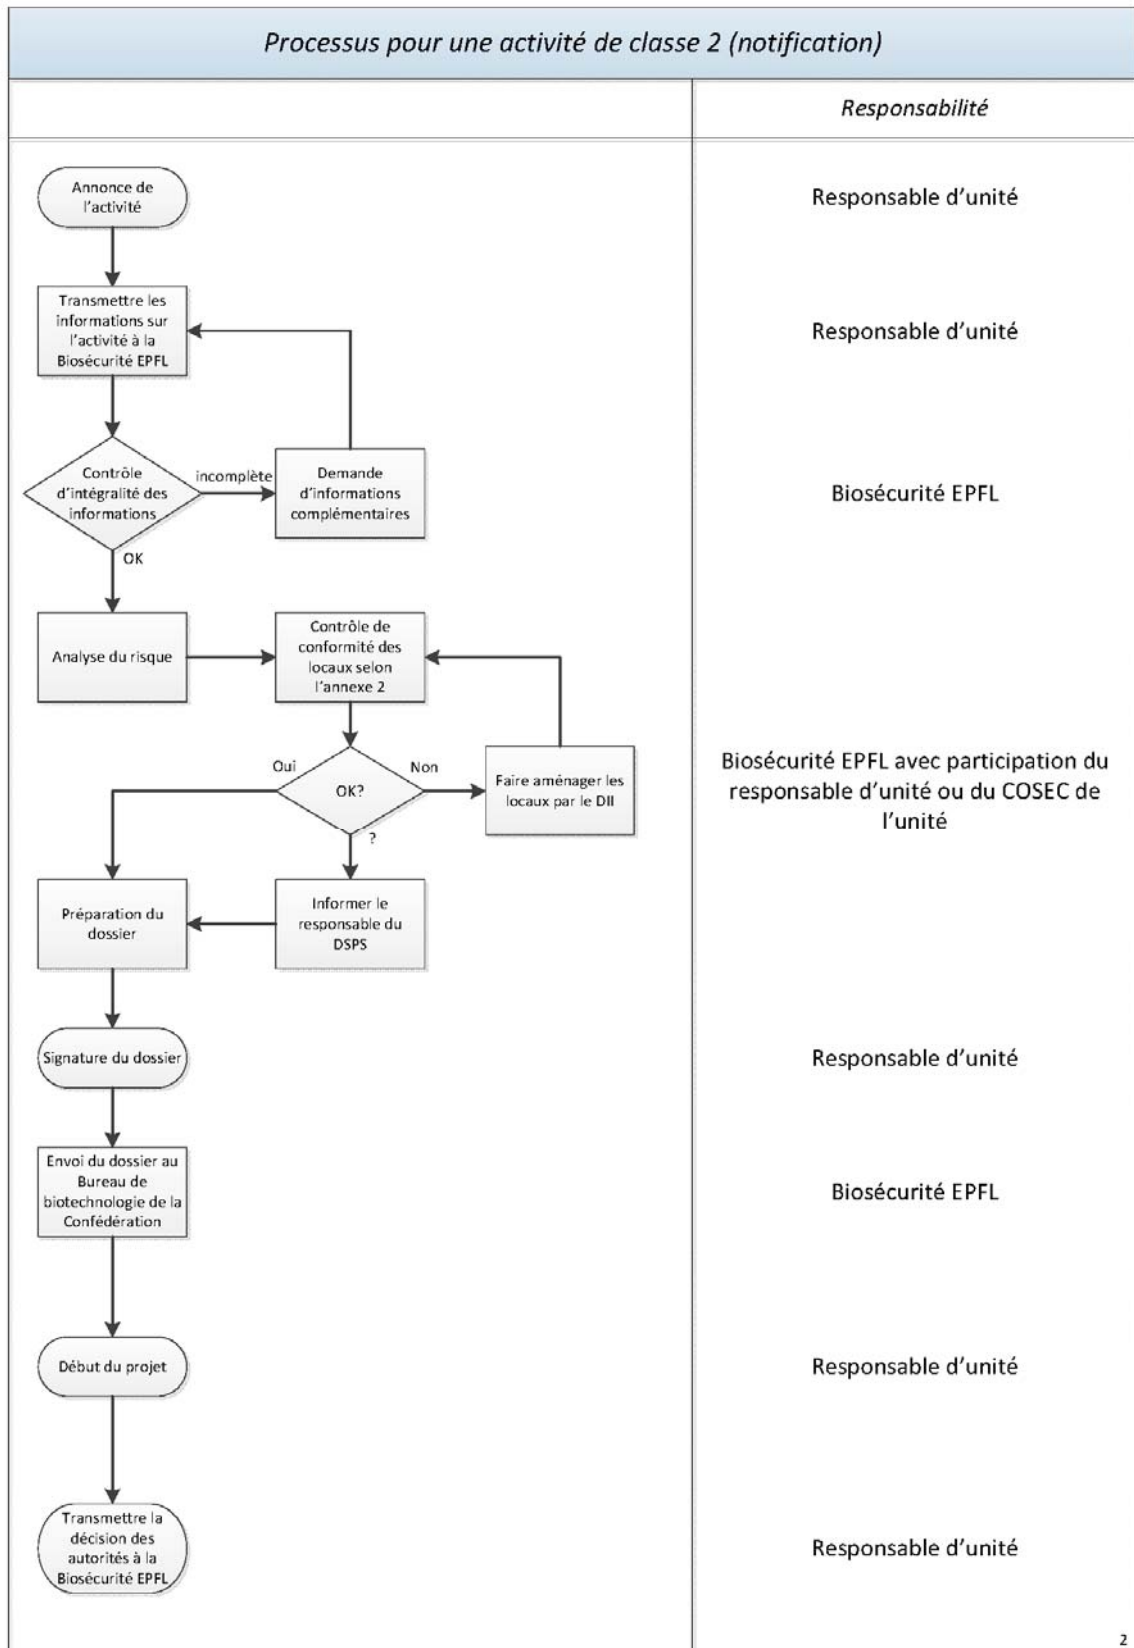 Processus pour une activité de classe 2 (notification)
Responsabilité
Annonce de
l'activité
Responsable d'unité
Transmettre les
informations sur
l'activité à la
Biosécurité EPFL
Responsable d'unité
Contrôle
d'intégralité des
informations
incomplète
Demande
d'informations
complémentaires
Biosécurité EPFL
OK
Analyse du risque
Contrôle de
conformité des
locaux selon
l'annexe 2
Oui
OK?
Non
Faire aménager les
locaux par le DII
?
Biosécurité EPFL avec participation du
responsable d'unité ou du COSEC de
l'unité
Préparation du
dossier
Informer le
responsable du
DSPS
Signature du dossier
Responsable d'unité
Envoi du dossier au
Bureau de
biotechnologie de la
Confédération
Biosécurité EPFL
Début du projet
Responsable d'unité
Transmettre la
décision des
autorités à la
Biosécurité EPFL
Responsable d'unité
2